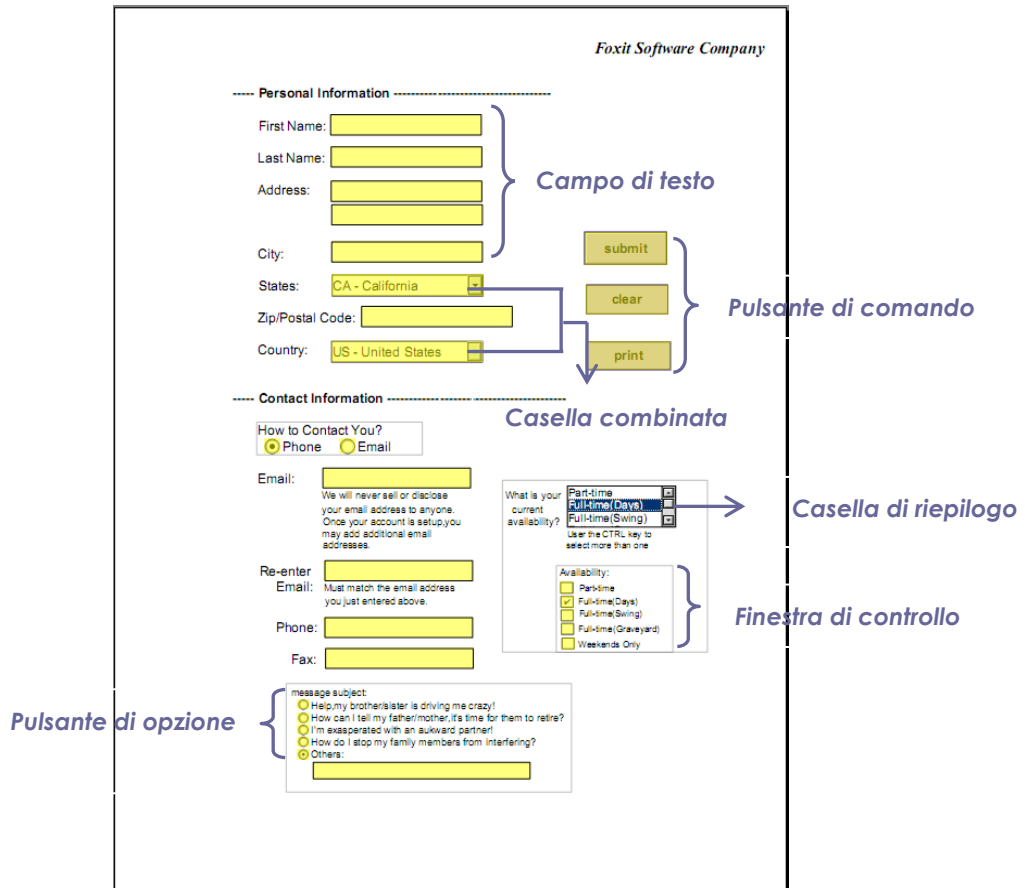 Foxit Software Company
----- Personal Information ------------------------------------
First Name:
Last Name:
Campo di testo
Address:
City:
submit
States: CA - California
clear
Pulsante di comando
Zip/Postal Code:
Country: US - United States
print
----- Contact Information -----------------------------------------
Casella combinata
How to Contact You?
Phone Email
Email:
We will never sell or disclose
your email address to anyone.
Once your account is setup,you
may add additional email
addresses.
What is your
current
availability?
Part-time
Full-time(Days)
Full-time(Swing)
User the CTRL key to
select more than one
Casella di riepilogo
Re-enter
Email:
Must match the email address
you just entered above.
Availability:
Part-time
Full-time(Days)
Full-time(Swing)
Full-time(Graveyard)
Weekends Only
Finestra di controllo
Phone:
Fax:
Pulsante di opzione
message subject:
Help,my brother/sister is driving me crazy!
How can I tell my father/mother,it's time for them to retire?
I'm exasperated with an aukward partner!
How do I stop my family members from interfering?
Others: